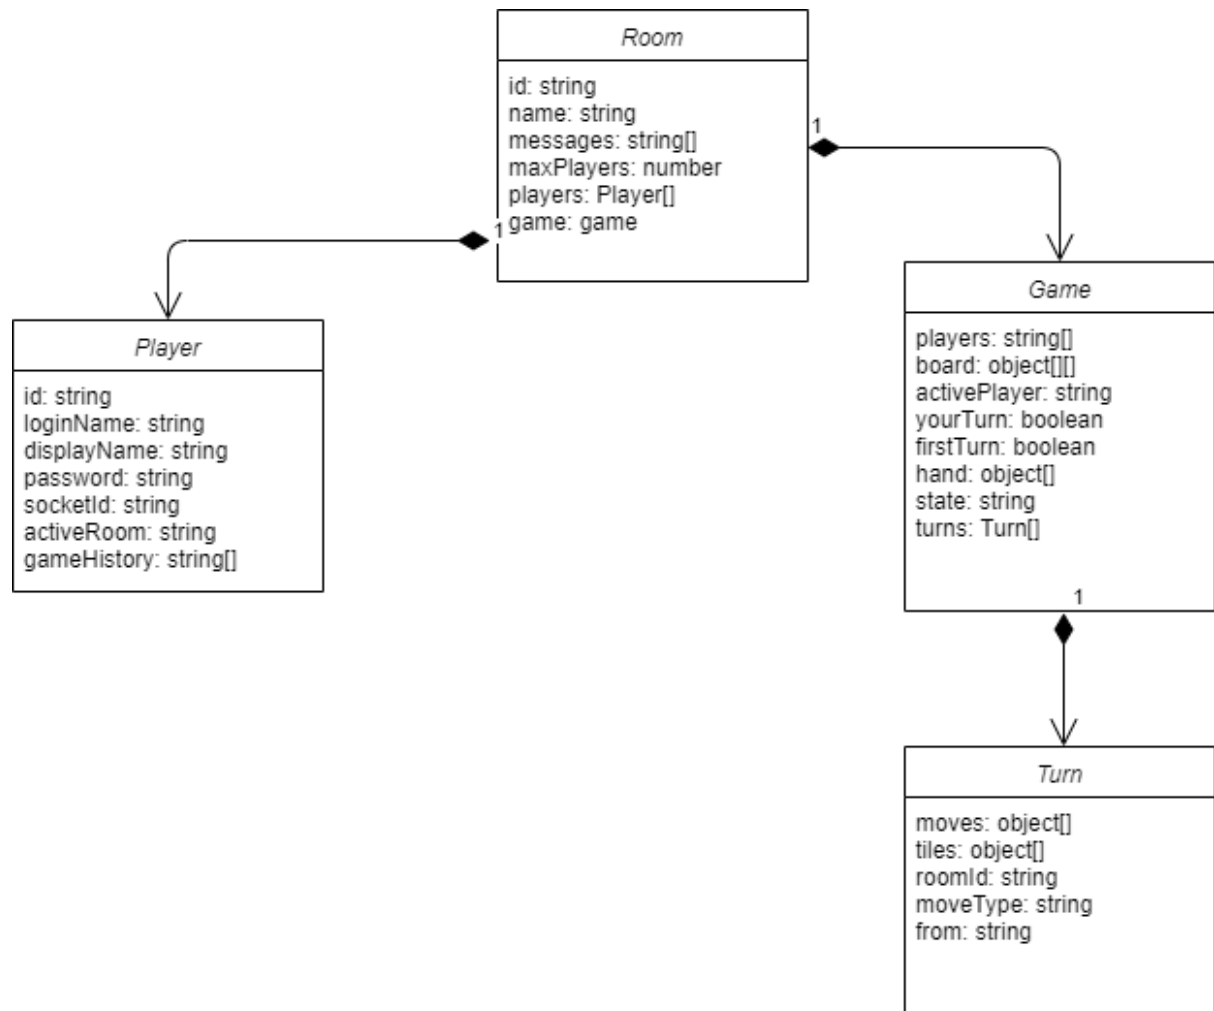 Room
id: string
name: string
messages: string[]
maxPlayers: number
players: Player[]
game: game
1
1
Player
id: string
loginName: string
displayName: string
password: string
socketId: string
activeRoom: string
gameHistory: string[]
Game
players: string[]
board: object[][]
activePlayer: string
yourTurn: boolean
firstTurn: boolean
hand: object[]
state: string
turns: Turn[]
1
Turn
moves: object[]
tiles: object[]
roomId: string
moveType: string
from: string